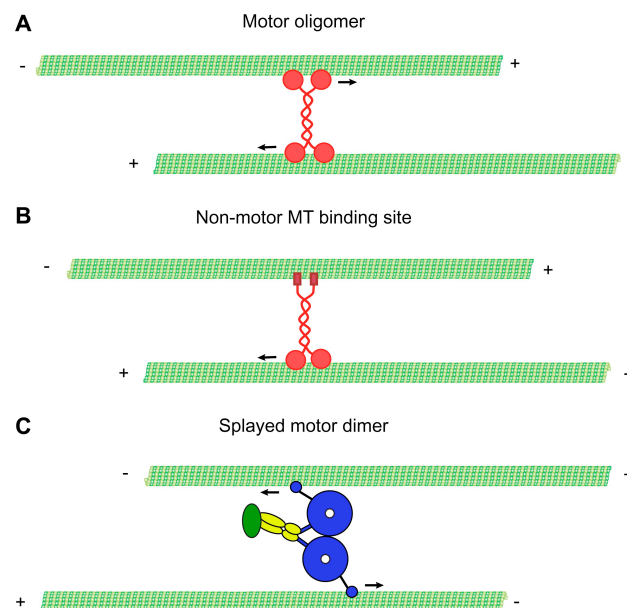 A Motor oligomer
- +
+
B Non-motor MT binding site
- +
+ -
C Splayed motor dimer
-
+ -